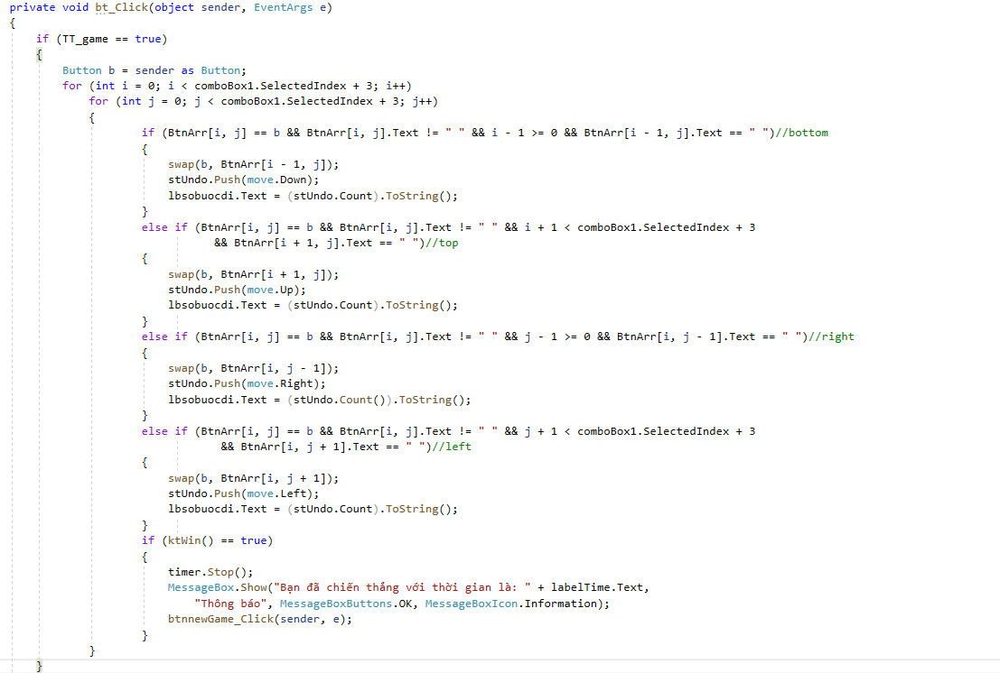 private void bt_Click(object sender, EventArgs e)
{
if (TT_game == true)
{
Button b = sender as Button;
for (int i = 0; i < comboBox1.SelectedIndex + 3; i++)
for (int j = 0; j < comboBox1.SelectedIndex + 3; j++)
{
if (BtnArr[i, j] == b && BtnArr[i, j].Text != " " && i - 1 >= 0 && BtnArr[i - 1, j].Text == " ")//bottom
{
swap(b, BtnArr[i - 1, j]);
stUndo.Push(move.Down);
lbsobuocdi.Text = (stUndo.Count).ToString();
}
else if (BtnArr[i, j] == b && BtnArr[i, j].Text != " " && i + 1 < comboBox1.SelectedIndex + 3
&& BtnArr[i + 1, j].Text == " ")//top
{
swap(b, BtnArr[i + 1, j]);
stUndo.Push(move.Up);
lbsobuocdi.Text = (stUndo.Count).ToString();
}
else if (BtnArr[i, j] == b && BtnArr[i, j].Text != " " && j - 1 >= 0 && BtnArr[i, j - 1].Text == " ")//right
{
swap(b, BtnArr[i, j - 1]);
stUndo.Push(move.Right);
lbsobuocdi.Text = (stUndo.Count()).ToString();
}
else if (BtnArr[i, j] == b && BtnArr[i, j].Text != " " && j + 1 < comboBox1.SelectedIndex + 3
&& BtnArr[i, j + 1].Text == " ")//left
{
swap(b, BtnArr[i, j + 1]);
stUndo.Push(move.Left);
lbsobuocdi.Text = (stUndo.Count).ToString();
}
if (ktWin() == true)
{
timer.Stop();
MessageBox.Show("Bạn đã chiến thắng với thời gian là: " + labelTime.Text,
"Thông báo", MessageBoxButtons.OK, MessageBoxIcon.Information);
btnnewGame_Click(sender, e);
}
}
}